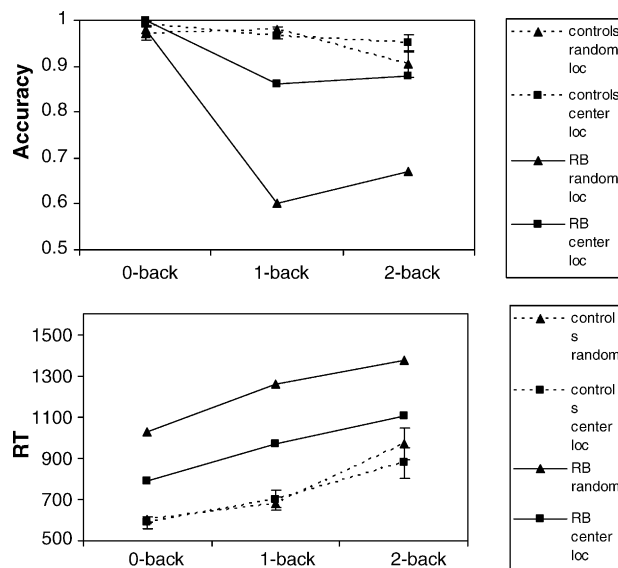 1
0.9
0.8
0.7
0.6
0.5
Accuracy
0-back 1-back 2-back
controls
random
loc
controls
center
loc
RB
random
loc
RB
center
loc
1500
1300
1100
900
700
500
RT
0-back 1-back 2-back
control
s
random
control
s
center
loc
RB
random
RB
center
loc